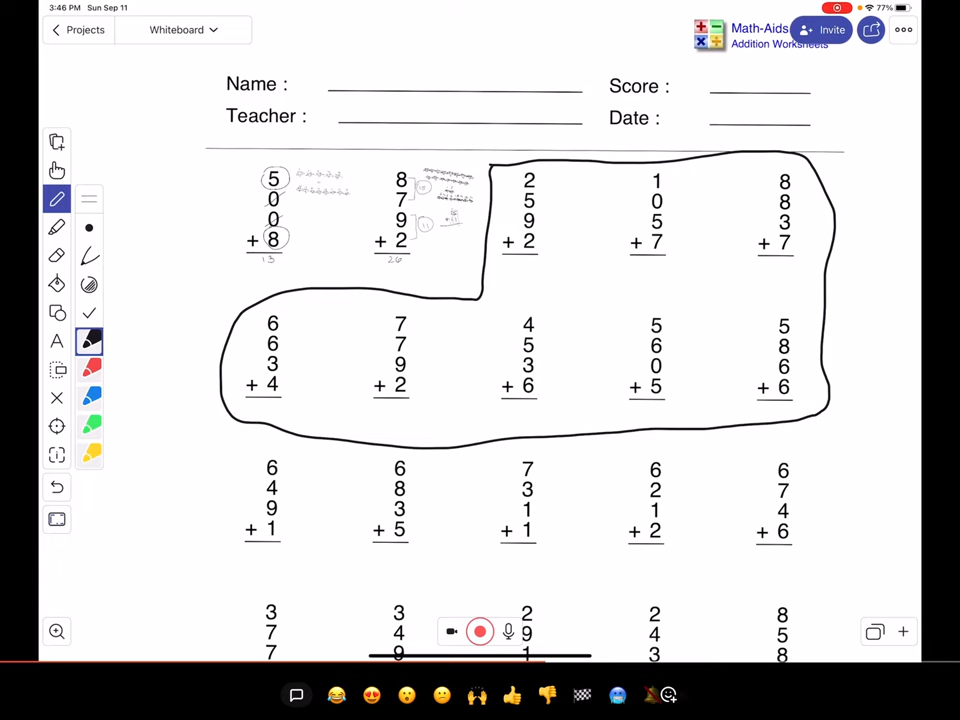 3:46 PM Sun Sep 11
77%
Projects
Whiteboard
Math-Aids
Addition Worksheets
Invite
Name :
Score :
Teacher :
Date :
5 8 2 1 8
0 7 5 0 8
0 9 9 5 3
+ 8 + 2 + 2 + 7 + 7
15
11
13 26
6 7 4 5 5
6 7 5 6 8
3 9 3 0 6
+ 4 + 2 + 6 + 5 + 6
6 6 7 6 6
4 8 3 2 7
9 3 1 1 4
+ 1 + 5 + 1 + 2 + 6
3 3 2 2 8
7 4 9 4 5
7 9 1 3 8
A